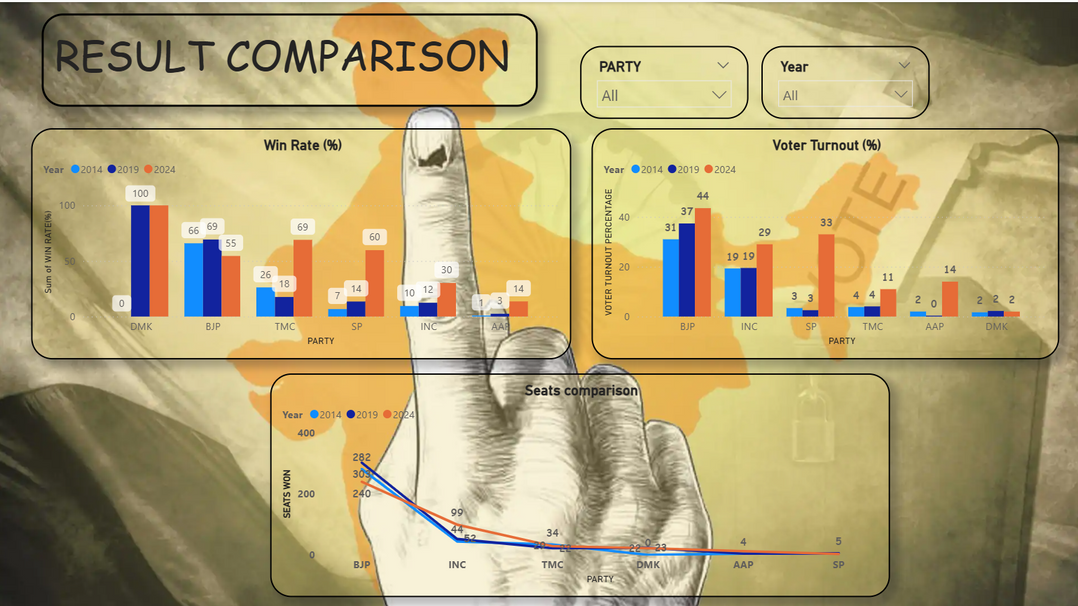 RESULT COMPARISON
PARTY
All
Year
All
Win Rate (%)
Year 2014 2019 2024
Sum of WIN RATE(%)
100
50
0
0 100
66 69 55
26 18 69
7 14 60
10 12 30
1 3 14
DMK BJP TMC SP INC AAP
PARTY
Voter Turnout (%)
Year 2014 2019 2024
VOTER TURNOUT PERCENTAGE
40
20
0
31 37 44
19 19 29
3 3 33
4 4 11
2 0 14
2 2 2
BJP INC SP TMC AAP DMK
PARTY
VOTE
Seats comparison
Year 2014 2019 2024
SEATS WON
400
200
0
282
303
240
99
44
52
34
22
0
23
4
5
BJP INC TMC DMK AAP SP
PARTY